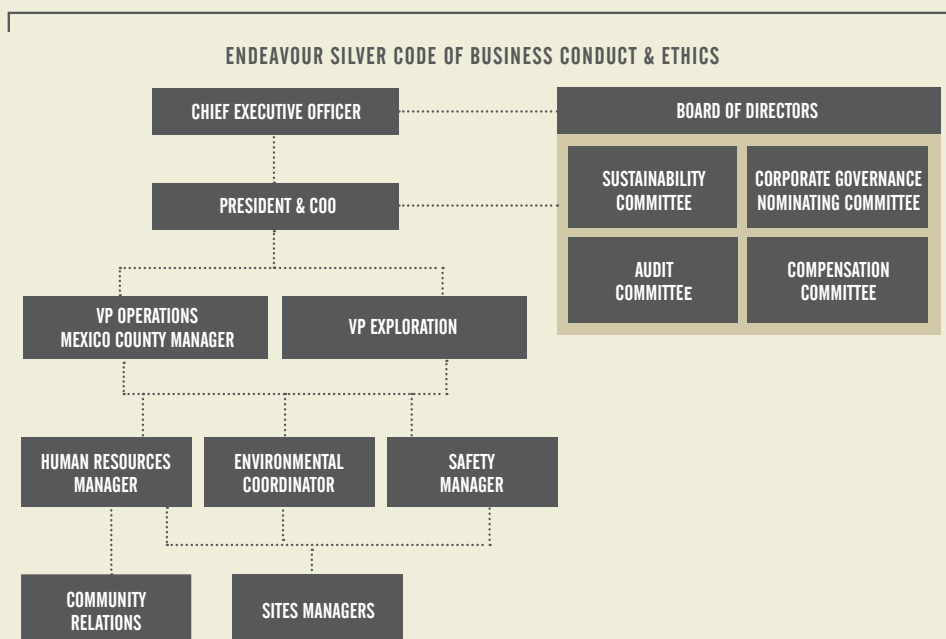 ENDEAVOUR SILVER CODE OF BUSINESS CONDUCT & ETHICS
CHIEF EXECUTIVE OFFICER
BOARD OF DIRECTORS
SUSTAINABILITY
COMMITTEE
CORPORATE GOVERNANCE
NOMINATING COMMITTEE
PRESIDENT & COO
AUDIT
COMMITTEE
COMPENSATION
COMMITTEE
VP OPERATIONS
MEXICO COUNTY MANAGER
VP EXPLORATION
HUMAN RESOURCES
MANAGER
ENVIRONMENTAL
COORDINATOR
SAFETY
MANAGER
COMMUNITY
RELATIONS
SITES MANAGERS